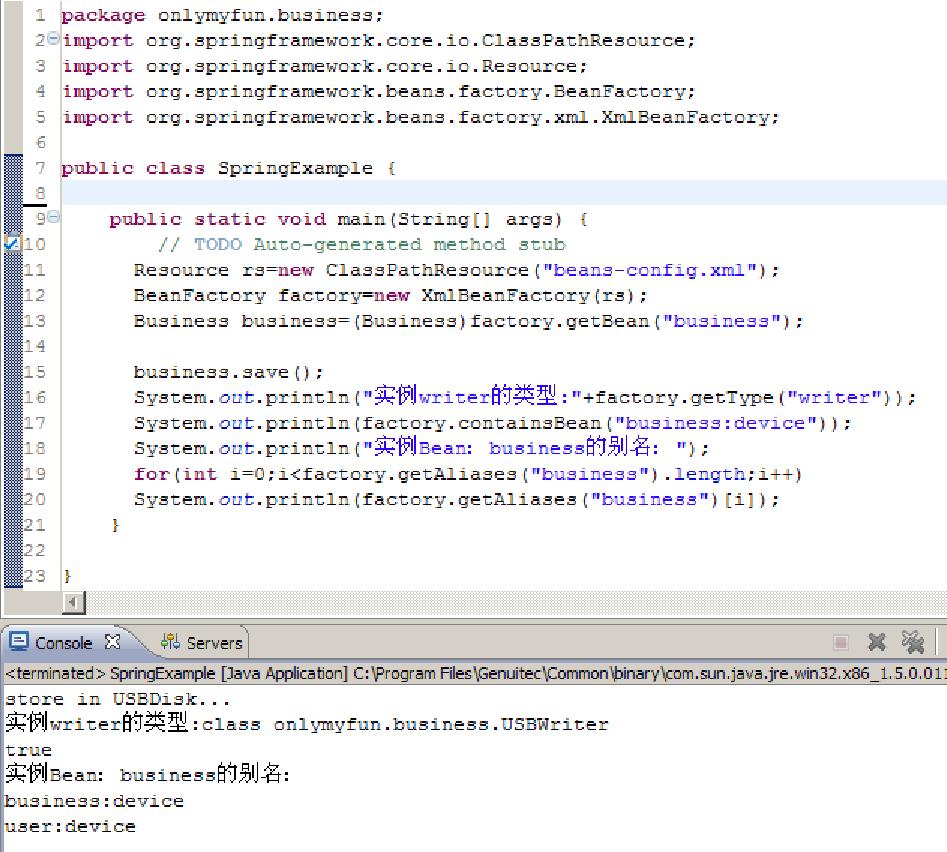 1 package onlymyfun.business;
2 import org.springframework.core.io.ClassPathResource;
3 import org.springframework.core.io.Resource;
4 import org.springframework.beans.factory.BeanFactory;
5 import org.springframework.beans.factory.xml.XmlBeanFactory;
6
7 public class SpringExample {
8
9     public static void main(String[] args) {
10         // TODO Auto-generated method stub
11       Resource rs=new ClassPathResource("beans-config.xml");
12       BeanFactory factory=new XmlBeanFactory(rs);
13       Business business=(Business)factory.getBean("business");
14
15       business.save();
16       System.out.println("实例writer的类型:"+factory.getType("writer"));
17       System.out.println(factory.containsBean("business:device"));
18       System.out.println("实例Bean: business的别名: ");
19       for(int i=0;i<factory.getAliases("business").length;i++)
20       System.out.println(factory.getAliases("business")[i]);
21     }
22
23 }
Console Servers
<terminated> SpringExample [Java Application] C:\Program Files\Genuitec\Common\binary\com.sun.java.jre.win32.x86_1.5.0.011
store in USBDisk...
实例writer的类型:class onlymyfun.business.USBWriter
true
实例Bean: business的别名:
business:device
user:device